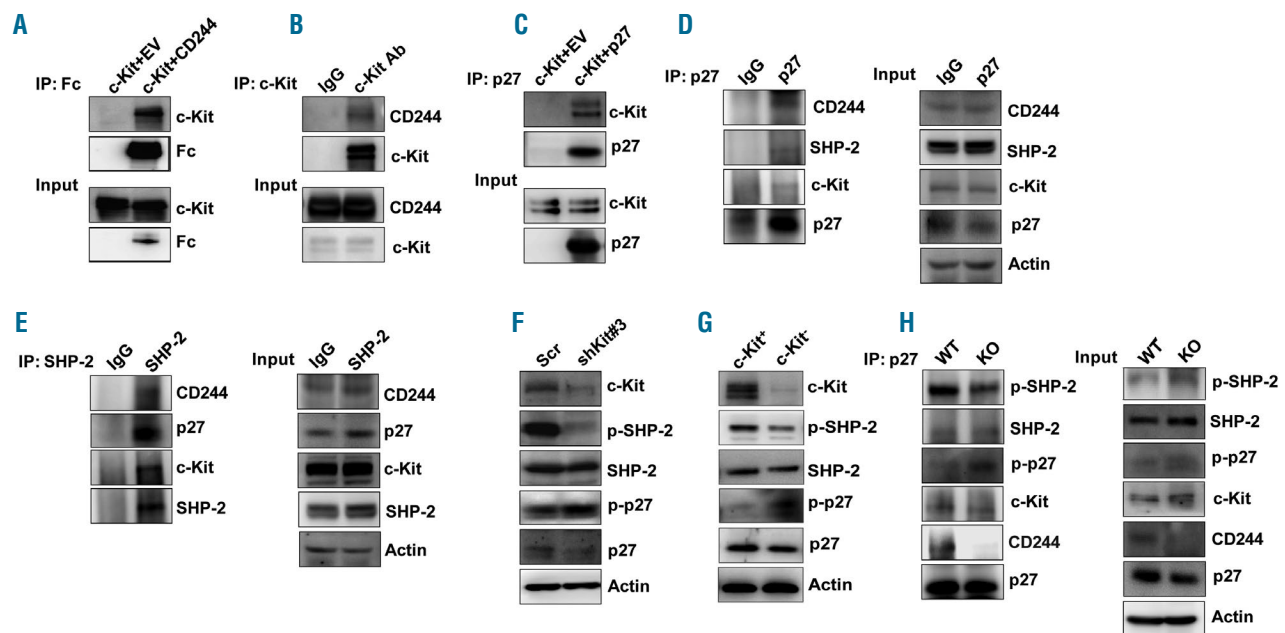 A
c-Kit+EV
c-Kit+CD244
IP: Fc
c-Kit
Fc
Input
c-Kit
Fc
B
IgG
c-Kit Ab
IP: c-Kit
CD244
c-Kit
Input
CD244
c-Kit
C
c-Kit+EV
c-Kit+p27
IP: p27
c-Kit
p27
Input
c-Kit
p27
D
IgG
p27
IP: p27
CD244
SHP-2
c-Kit
p27
IgG
p27
Input
CD244
SHP-2
c-Kit
p27
Actin
E
IgG
SHP-2
IP: SHP-2
CD244
p27
c-Kit
SHP-2
IgG
SHP-2
Input
CD244
p27
c-Kit
SHP-2
Actin
F
Scr
shKit#3
c-Kit
p-SHP-2
SHP-2
p-p27
p27
Actin
G
c-Kit⁺
c-Kit⁻
c-Kit
p-SHP-2
SHP-2
p-p27
p27
Actin
H
WT
KO
IP: p27
p-SHP-2
SHP-2
p-p27
c-Kit
CD244
p27
WT
KO
Input
p-SHP-2
SHP-2
p-p27
c-Kit
CD244
p27
Actin